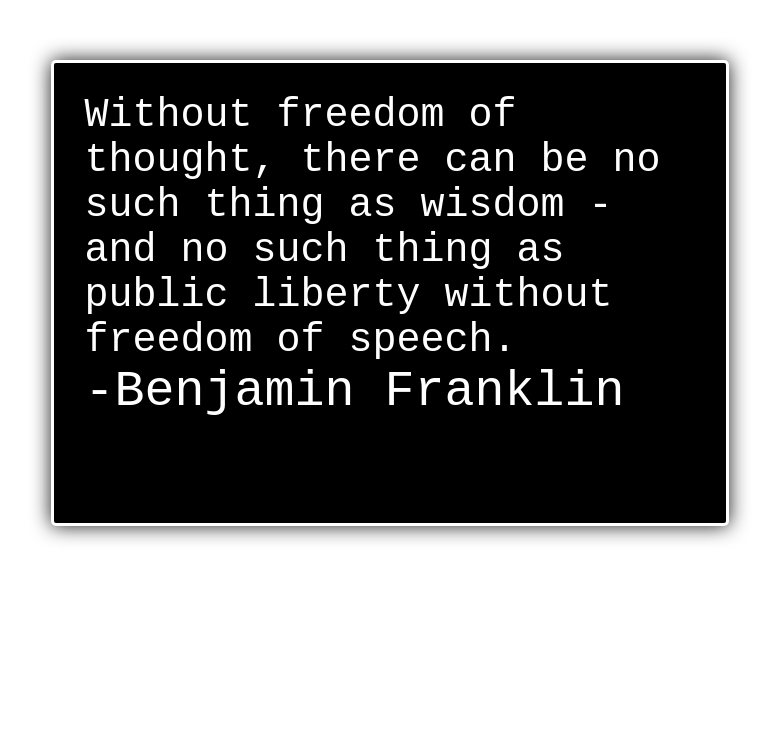 Without freedom of
thought, there can be no
such thing as wisdom -
and no such thing as
public liberty without
freedom of speech.
-Benjamin Franklin